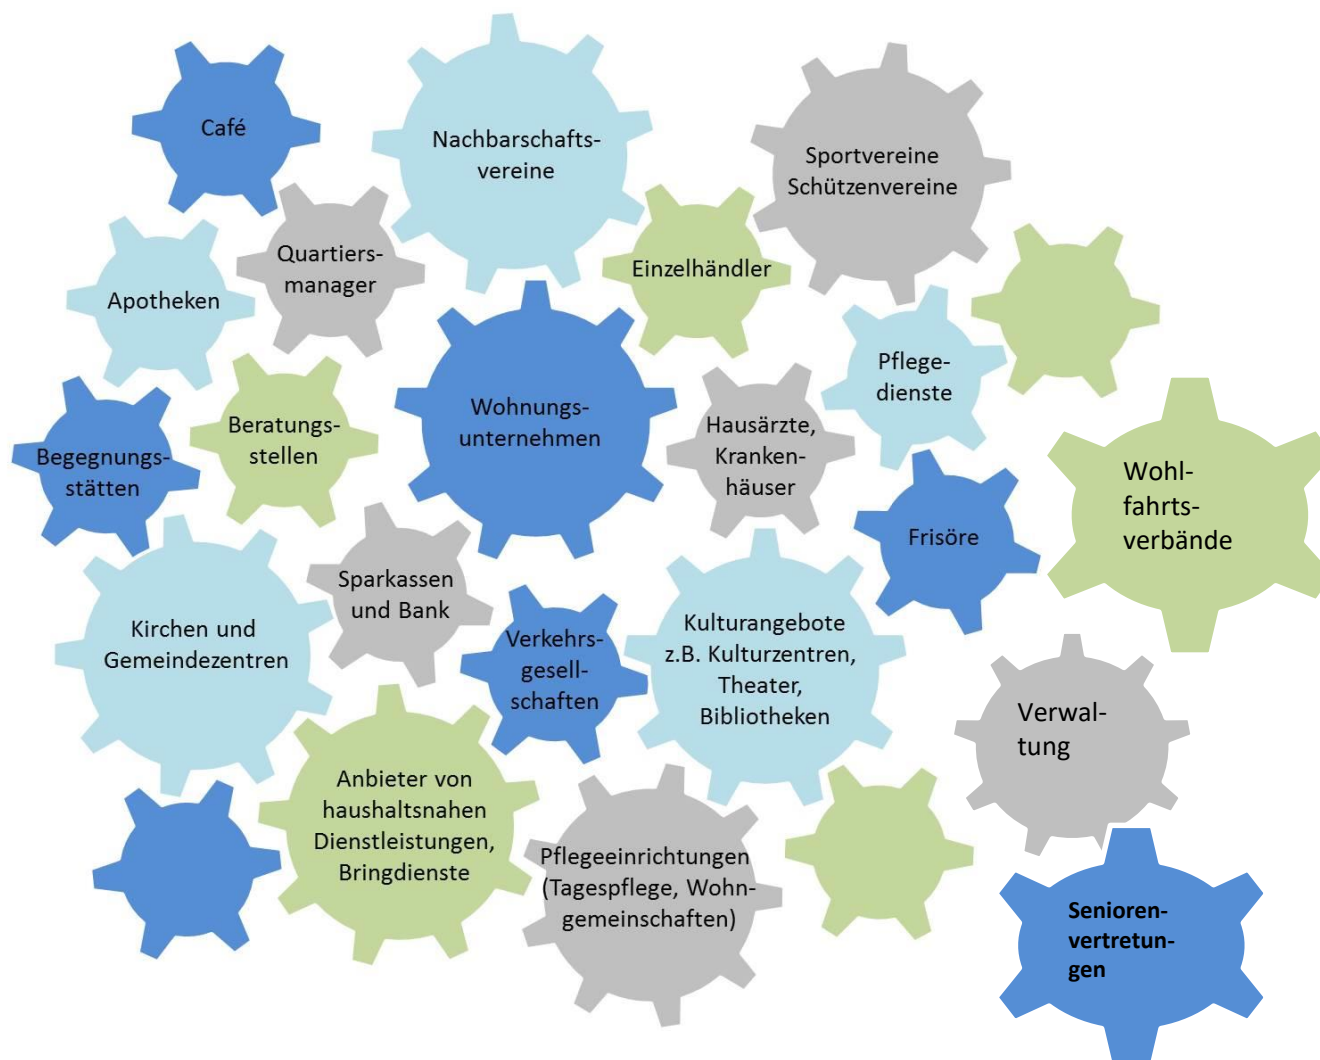 Café
Nachbarschafts-
vereine
Sportvereine
Schützenvereine
Quartiers-
manager
Einzelhändler
Apotheken
Pflege-
dienste
Wohnungs-
unternehmen
Beratungs-
stellen
Hausärzte,
Kranken-
häuser
Begegnungs-
stätten
Wohl-
fahrts-
verbände
Frisöre
Sparkassen
und Bank
Kirchen und
Gemeindezentren
Verkehrs-
gesell-
schaften
Kulturangebote
z.B. Kulturzentren,
Theater,
Bibliotheken
Verwal-
tung
Anbieter von
haushaltsnahen
Dienstleistungen,
Bringdienste
Pflegeeinrichtungen
(Tagespflege, Wohn-
gemeinschaften)
Senioren-
vertretun-
gen